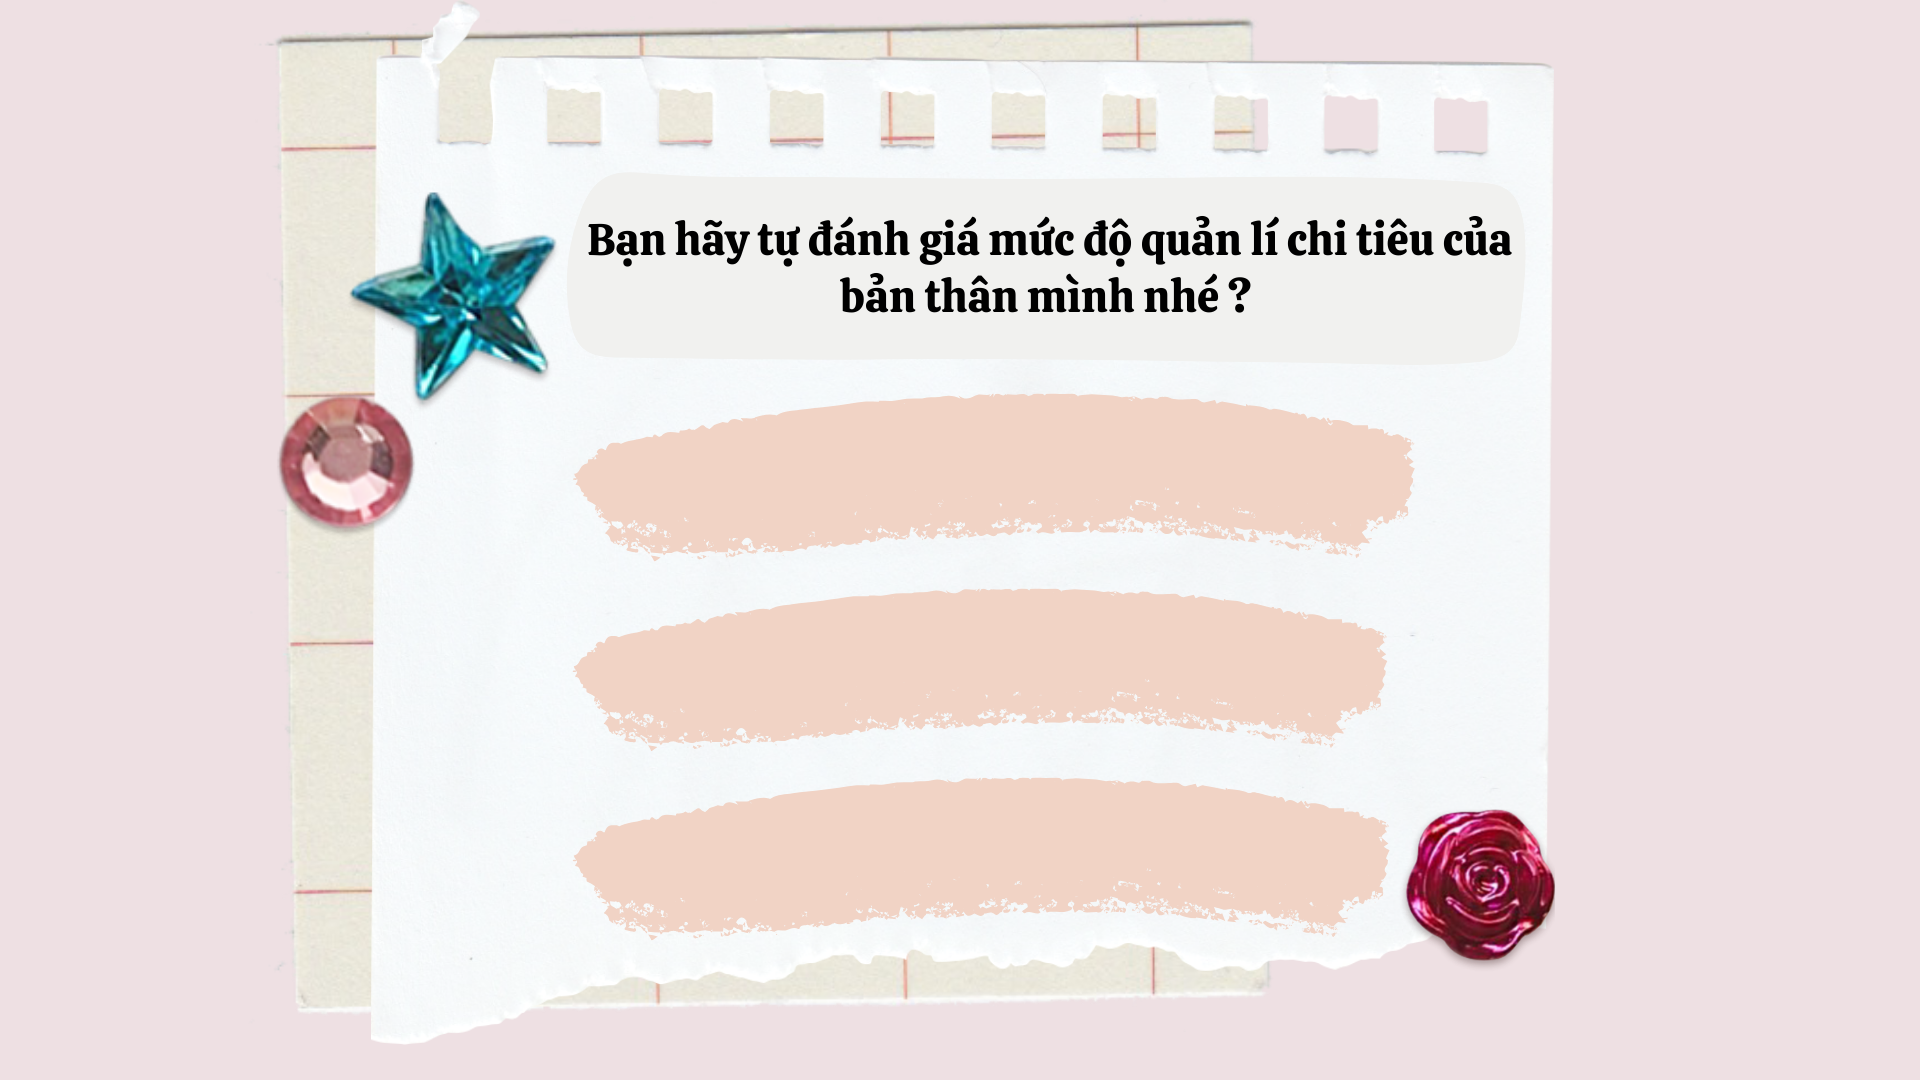 Bạn hãy tự đánh giá mức độ quản lí chi tiêu của
bản thân mình nhé ?